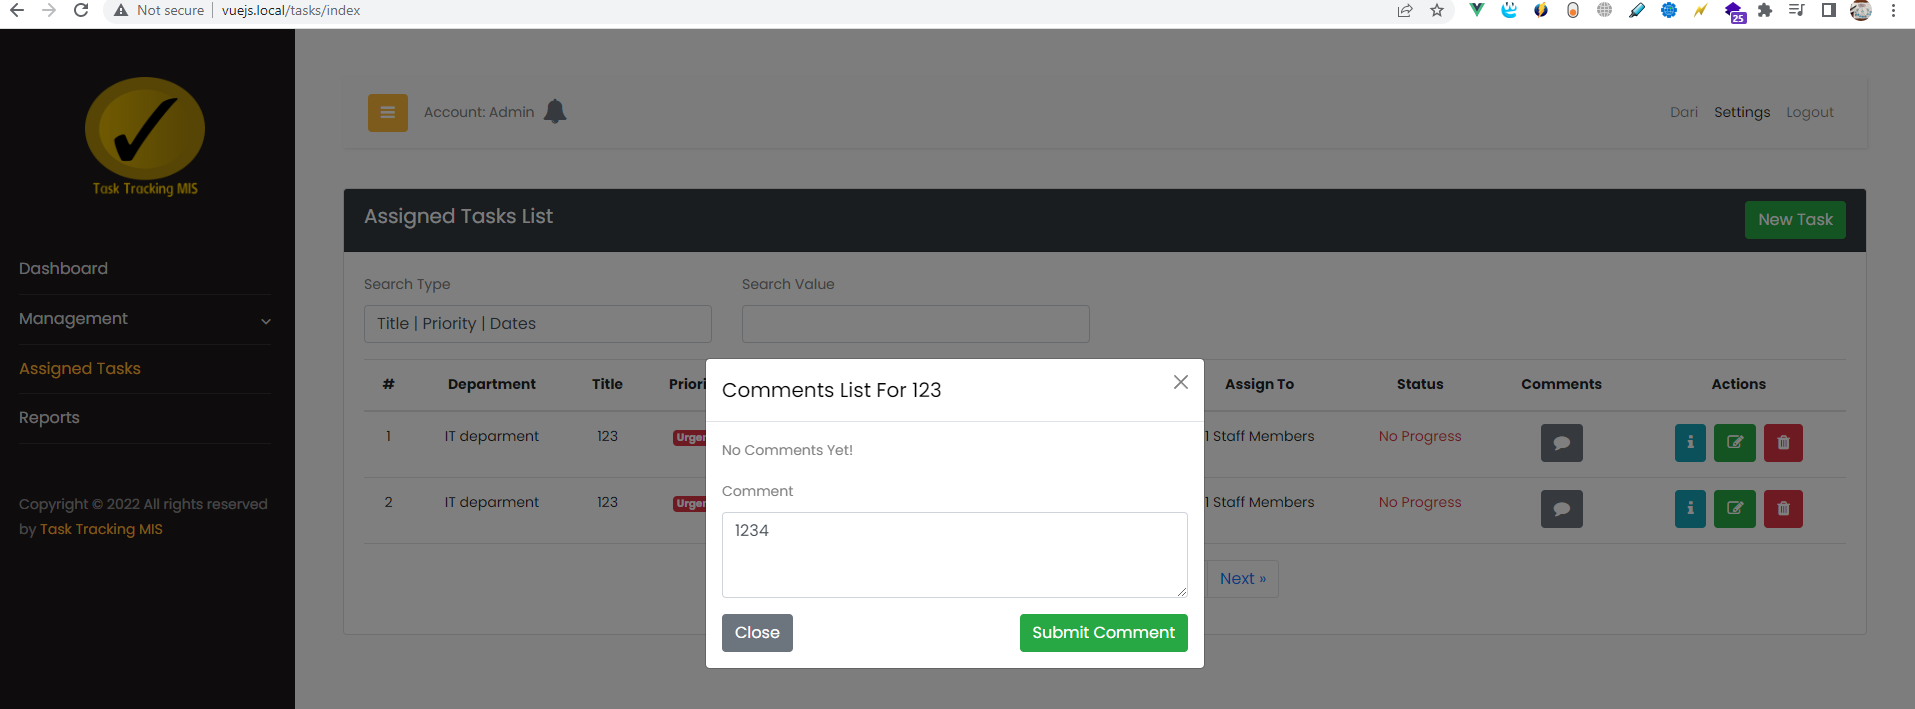 Not secure | vuejs.local/tasks/index
25
Task Tracking MIS
Dashboard
Management
Assigned Tasks
Reports
Copyright © 2022 All rights reserved
by Task Tracking MIS
Account: Admin
Dari Settings Logout
Assigned Tasks List
New Task
Search Type Search Value
Title | Priority | Dates
# Department Title Priori Assign To Status Comments Actions
1 IT deparment 123 Urgen 1 Staff Members No Progress
2 IT deparment 123 Urgen 1 Staff Members No Progress
Next »
Comments List For 123
No Comments Yet!
Comment
1234
Close Submit Comment